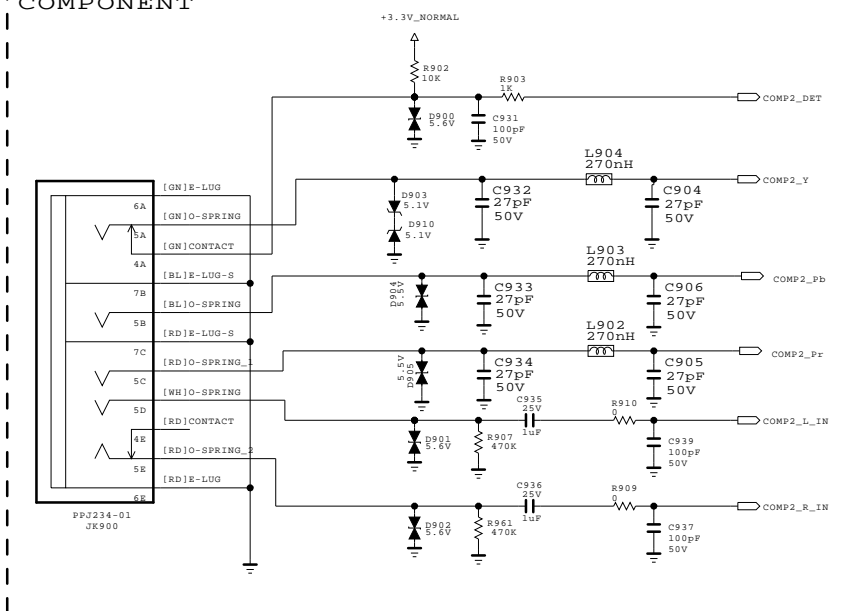 COMPONENT
+3.3V_NORMAL
R902
10K
R903
1K
COMP2_DET
D900
5.6V
C931
100pF
50V
L904
270nH
COMP2_Y
D903
5.1V
D910
5.1V
C932
27pF
50V
C904
27pF
50V
[GN]E-LUG
6A
[GN]O-SPRING
5A
[GN]CONTACT
4A
[BL]E-LUG-S
7B
[BL]O-SPRING
5B
[RD]E-LUG-S
7C
[RD]O-SPRING_1
5C
[WH]O-SPRING
5D
[RD]CONTACT
4E
[RD]O-SPRING_2
5E
[RD]E-LUG
6E
PPJ234-01
JK900
L903
270nH
COMP2_Pb
D904
5.5V
C933
27pF
50V
C906
27pF
50V
L902
270nH
COMP2_Pr
5.5V
D905
C934
27pF
50V
C905
27pF
50V
C935
25V
1uF
R910
0
COMP2_L_IN
D901
5.6V
R907
470K
C939
100pF
50V
C936
25V
1uF
R909
0
COMP2_R_IN
D902
5.6V
R961
470K
C937
100pF
50V